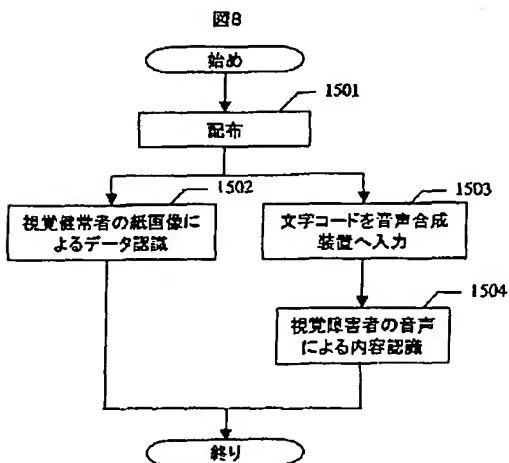 図8
始め
1501
配布
1502
視覚健常者の紙画像に
よるデータ認識
1503
文字コードを音声合成
装置へ入力
1504
視覚障害者の音声
による内容認識
終り